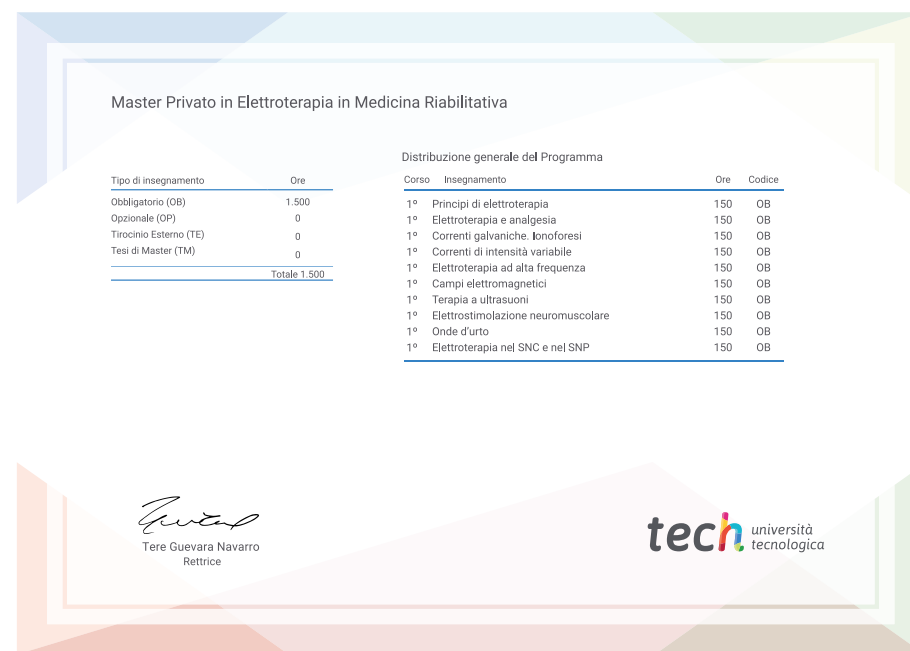 Master Privato in Elettroterapia in Medicina Riabilitativa
Tipo di insegnamento Ore
Obbligatorio (OB) 1.500
Opzionale (OP) 0
Tirocinio Esterno (TE) 0
Tesi di Master (TM) 0
Totale 1.500
Distribuzione generale del Programma
Corso Insegnamento Ore Codice
1º Principi di elettroterapia 150 OB
1º Elettroterapia e analgesia 150 OB
1º Correnti galvaniche. Ionoforesi 150 OB
1º Correnti di intensità variabile 150 OB
1º Elettroterapia ad alta frequenza 150 OB
1º Campi elettromagnetici 150 OB
1º Terapia a ultrasuoni 150 OB
1º Elettrostimolazione neuromuscolare 150 OB
1º Onde d'urto 150 OB
1º Elettroterapia nel SNC e nel SNP 150 OB
Tere Guevara Navarro
Rettrice
tech università
tecnologica